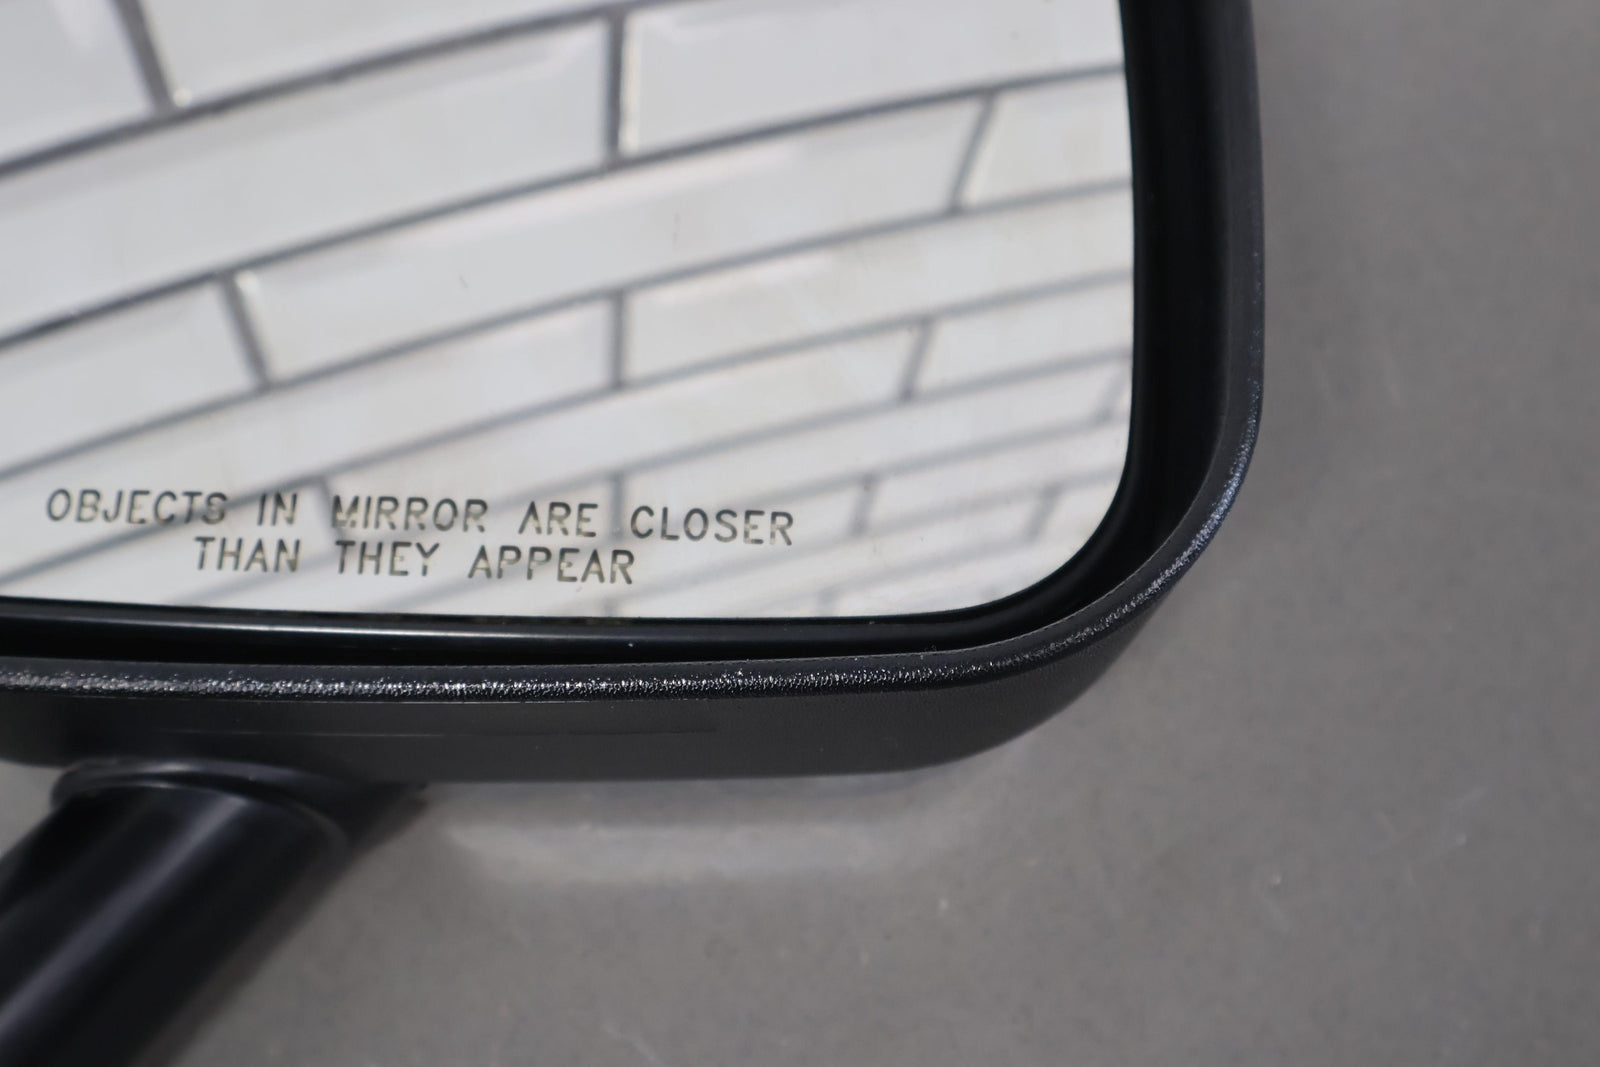 OBJECTS IN MIRROR ARE CLOSER
THAN THEY APPEAR